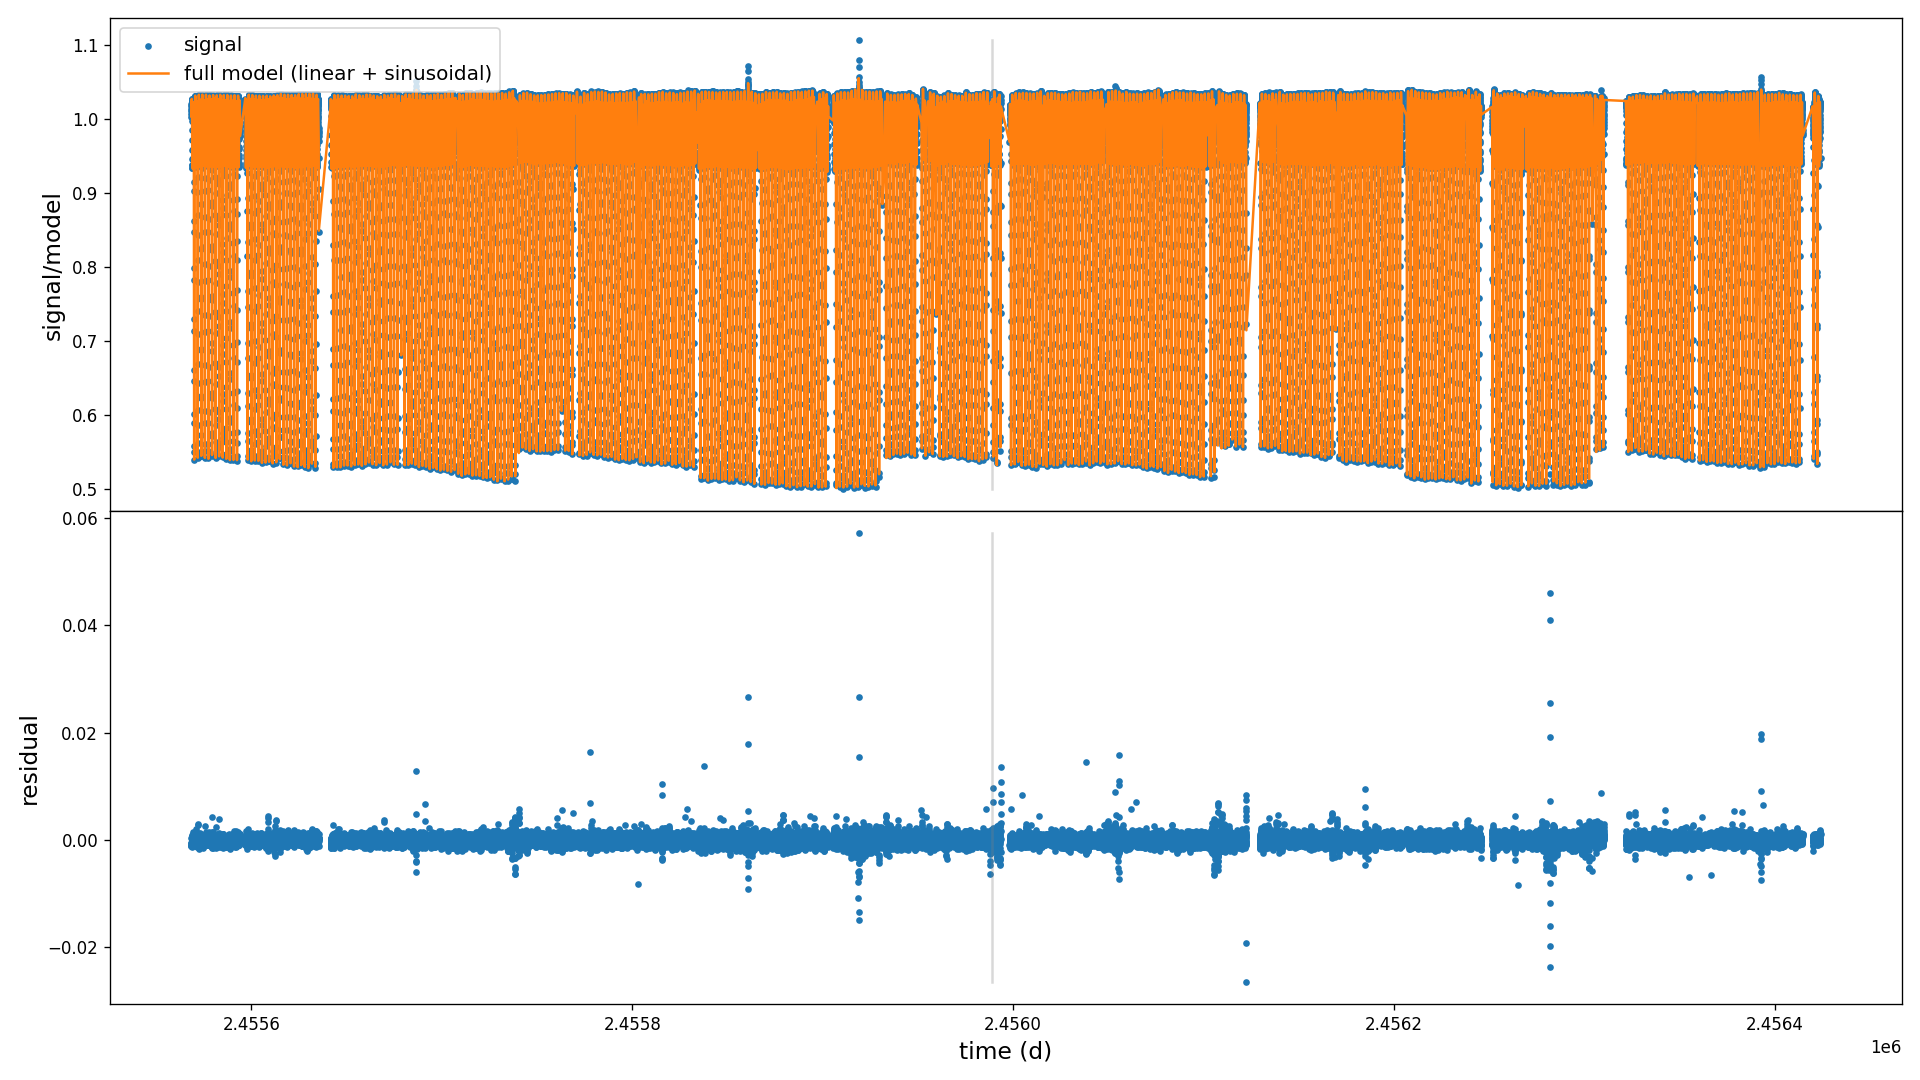 signal
full model (linear + sinusoidal)
signal/model
1.1
1.0
0.9
0.8
0.7
0.6
0.5
residual
0.06
0.04
0.02
0.00
−0.02
2.4556
2.4558
2.4560
2.4562
2.4564
1e6
time (d)